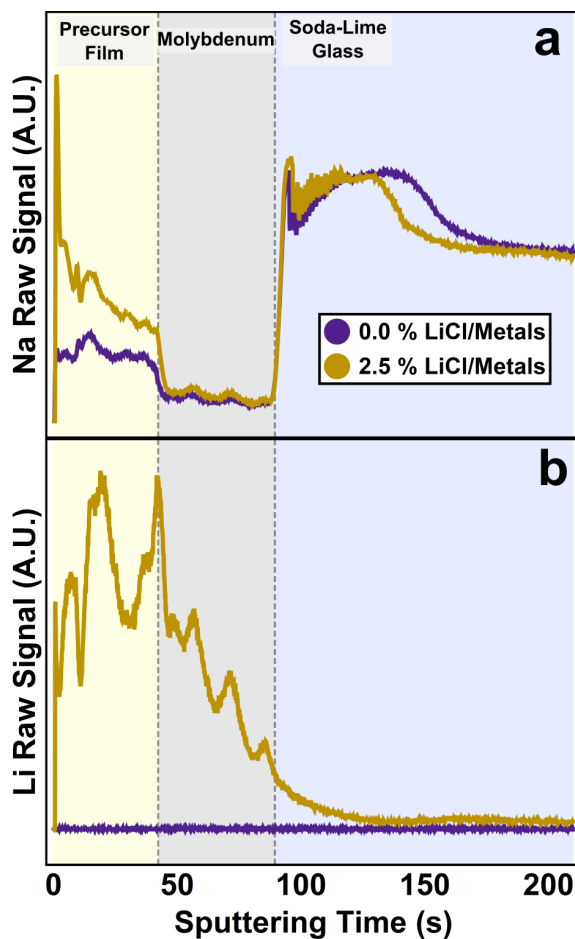 Precursor
Film
Molybdenum
Soda-Lime
Glass
a
Na Raw Signal (A.U.)
0.0 % LiCl/Metals
2.5 % LiCl/Metals
b
Li Raw Signal (A.U.)
0 50 100 150 200
Sputtering Time (s)